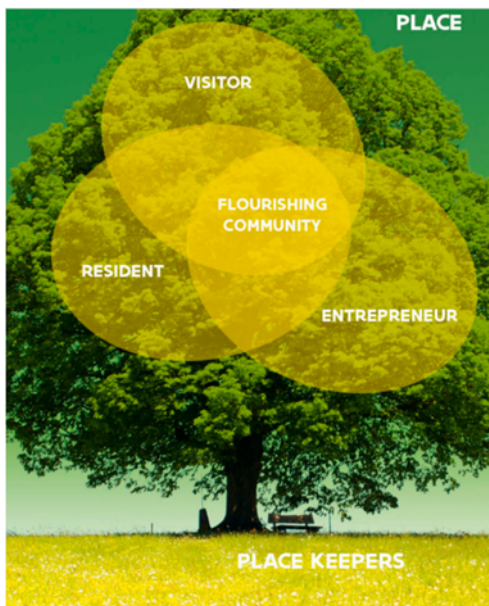 PLACE
VISITOR
FLOURISHING
COMMUNITY
RESIDENT
ENTREPRENEUR
PLACE KEEPERS